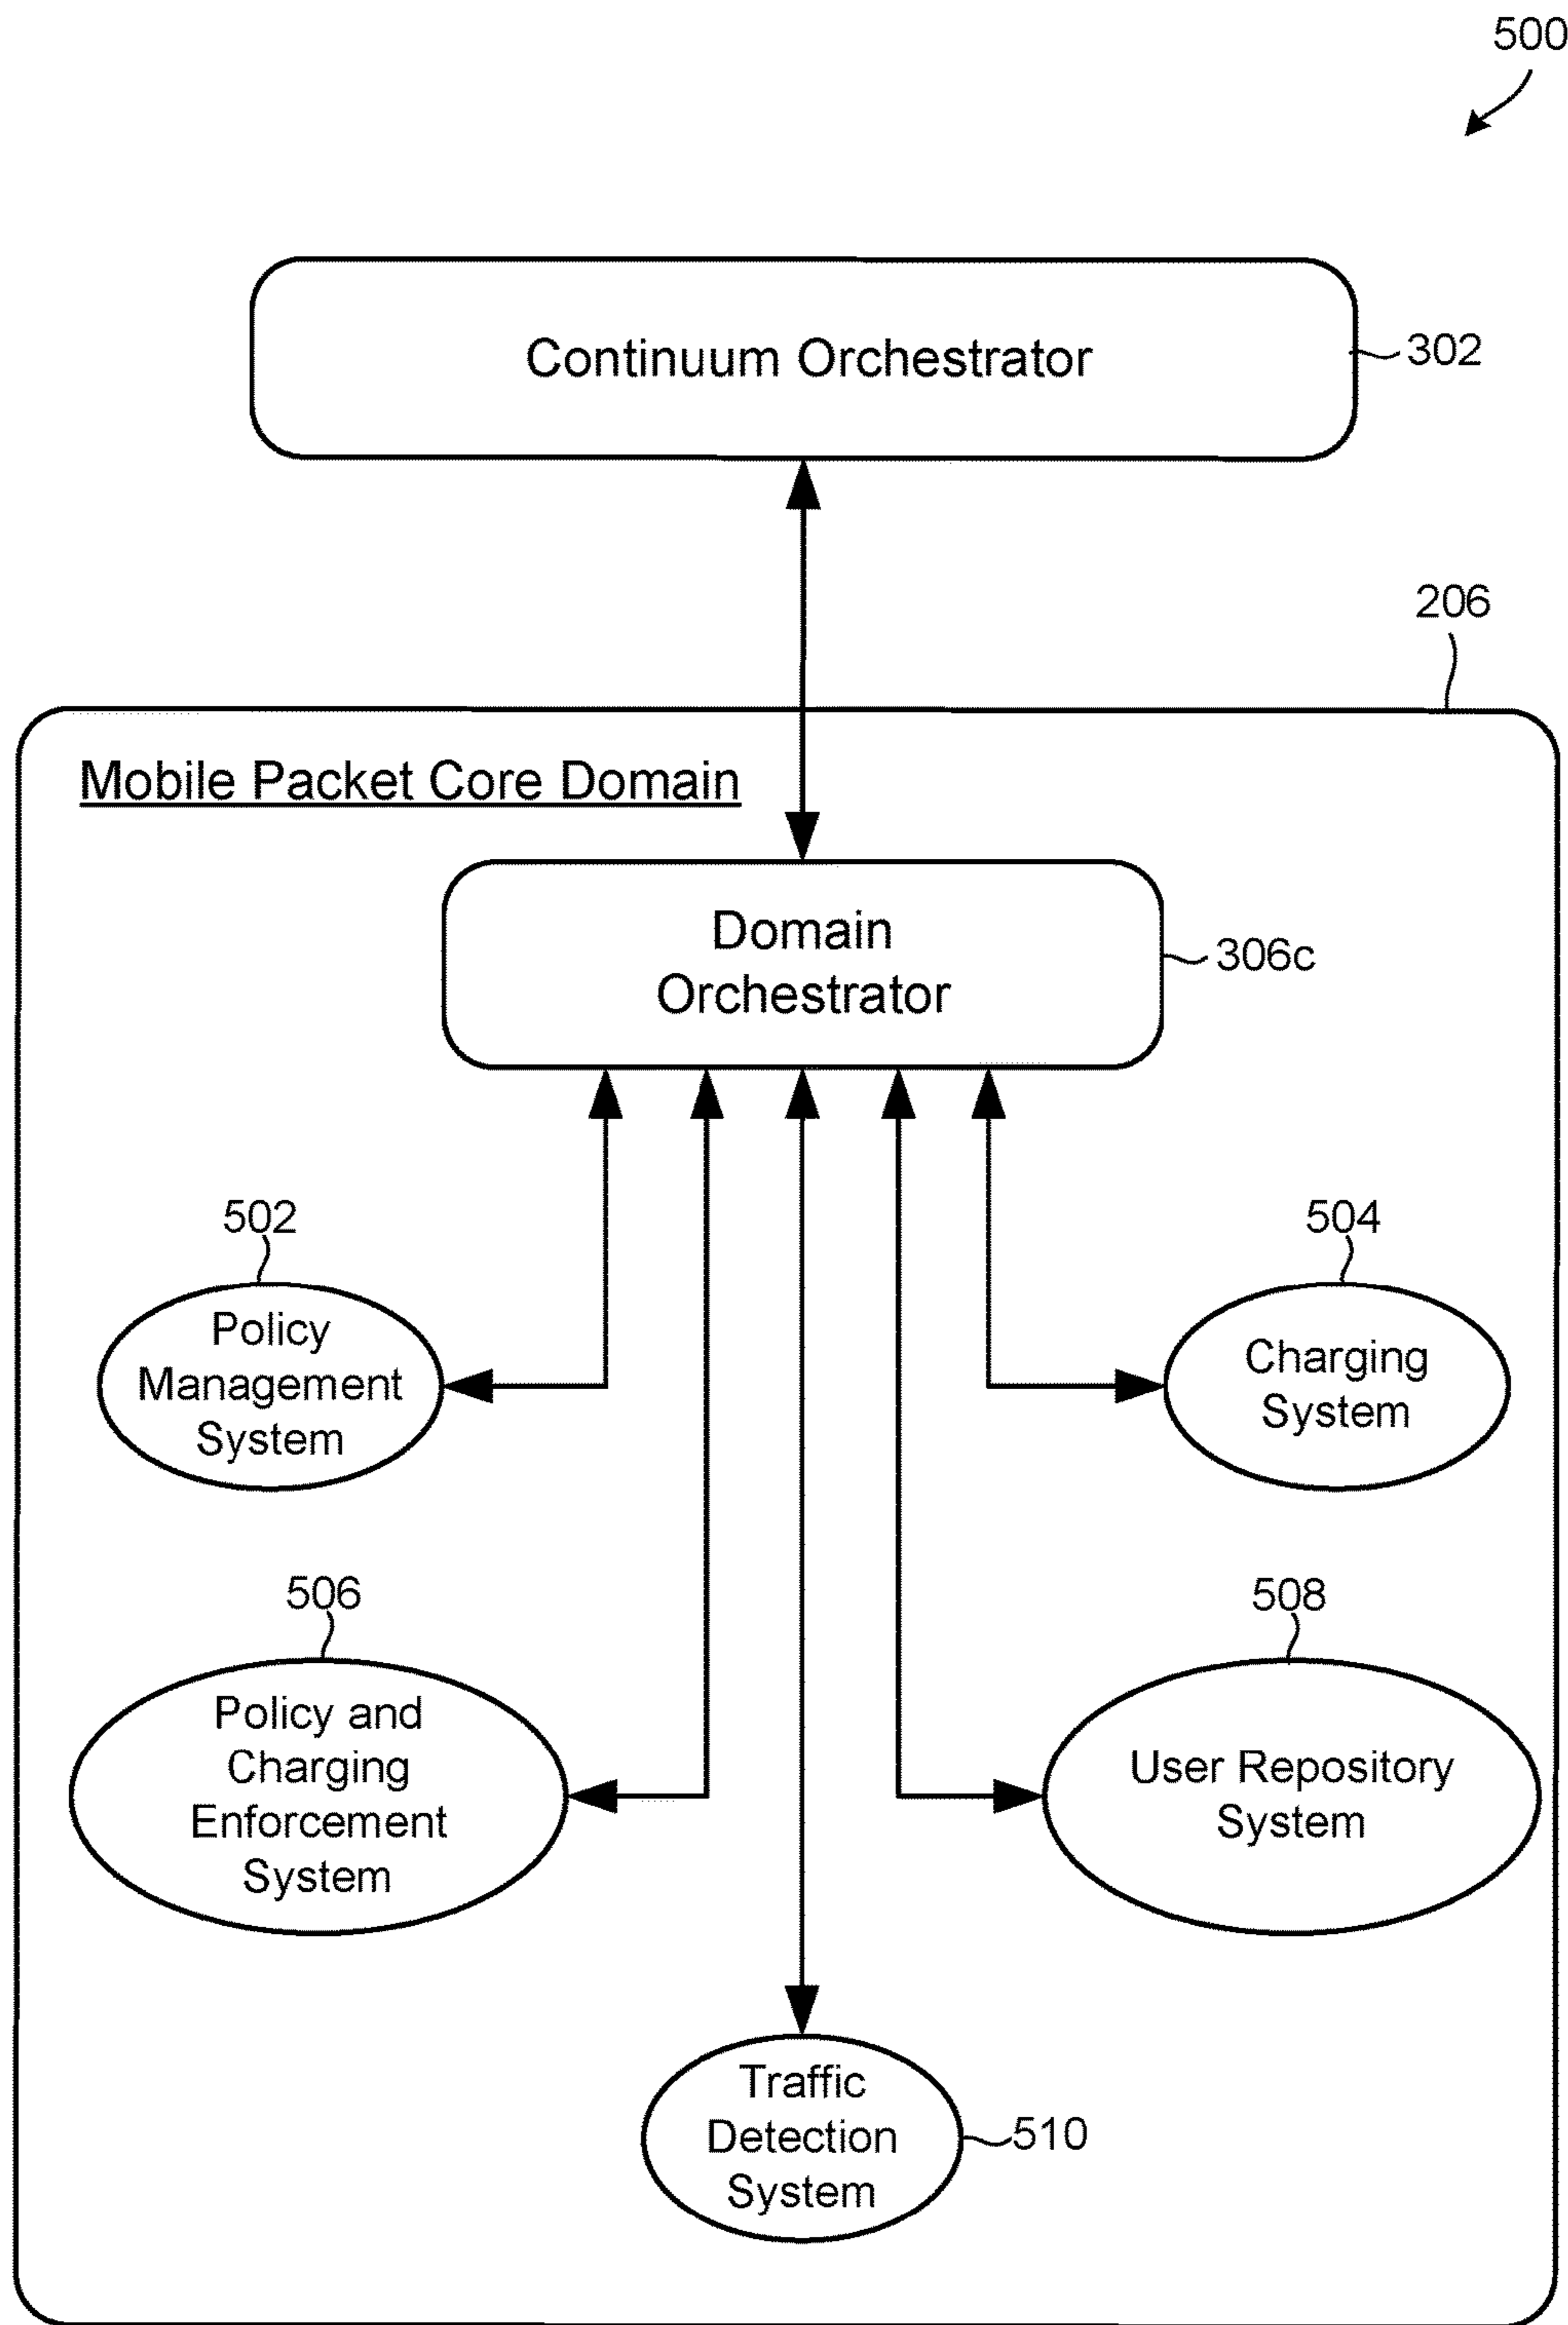 500
Continuum Orchestrator
302
206
Mobile Packet Core Domain
Domain
Orchestrator
306c
502
Policy
Management
System
504
Charging
System
506
Policy and
Charging
Enforcement
System
508
User Repository
System
Traffic
Detection
System
510